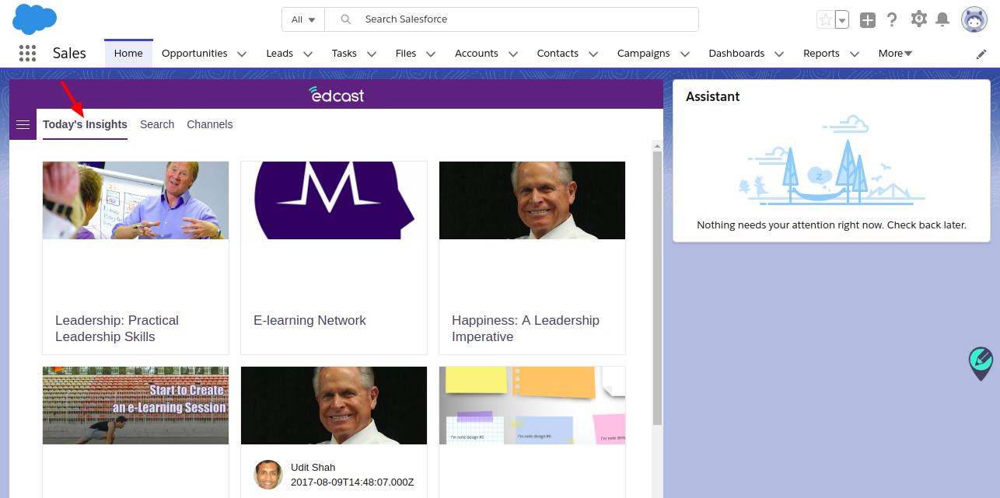 All
Search Salesforce
Sales
Home
Opportunities
Leads
Tasks
Files
Accounts
Contacts
Campaigns
Dashboards
Reports
More
edcast
Today's Insights
Search
Channels
Assistant
Nothing needs your attention right now. Check back later.
Leadership: Practical
Leadership Skills
E-learning Network
Happiness: A Leadership
Imperative
Start to Create
an e-Learning Session
I'm note design #5
I'm note design #6
Udit Shah
2017-08-09T14:48:07.000Z